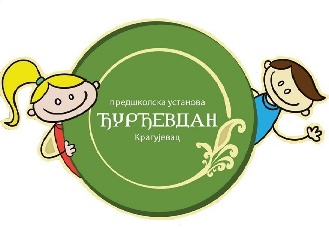 предшколска установа
ЂУРЂЕВДАН
Крагујевац